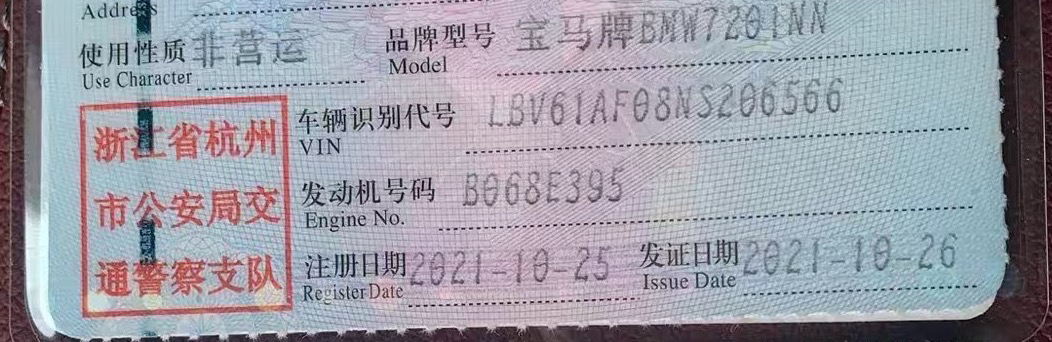 Address
使用性质 非营运 品牌型号 宝马牌BMW7201NN
Use Character Model
浙江省杭州
市公安局交
通警察支队
车辆识别代号 LBV61AF08NS206566
VIN
发动机号码 B068E395
Engine No.
注册日期 2021-10-25 发证日期 2021-10-26
Register Date Issue Date